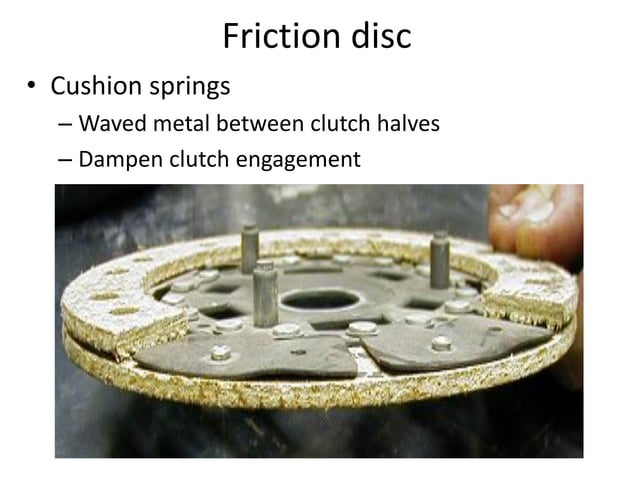 Friction disc
• Cushion springs
– Waved metal between clutch halves
– Dampen clutch engagement